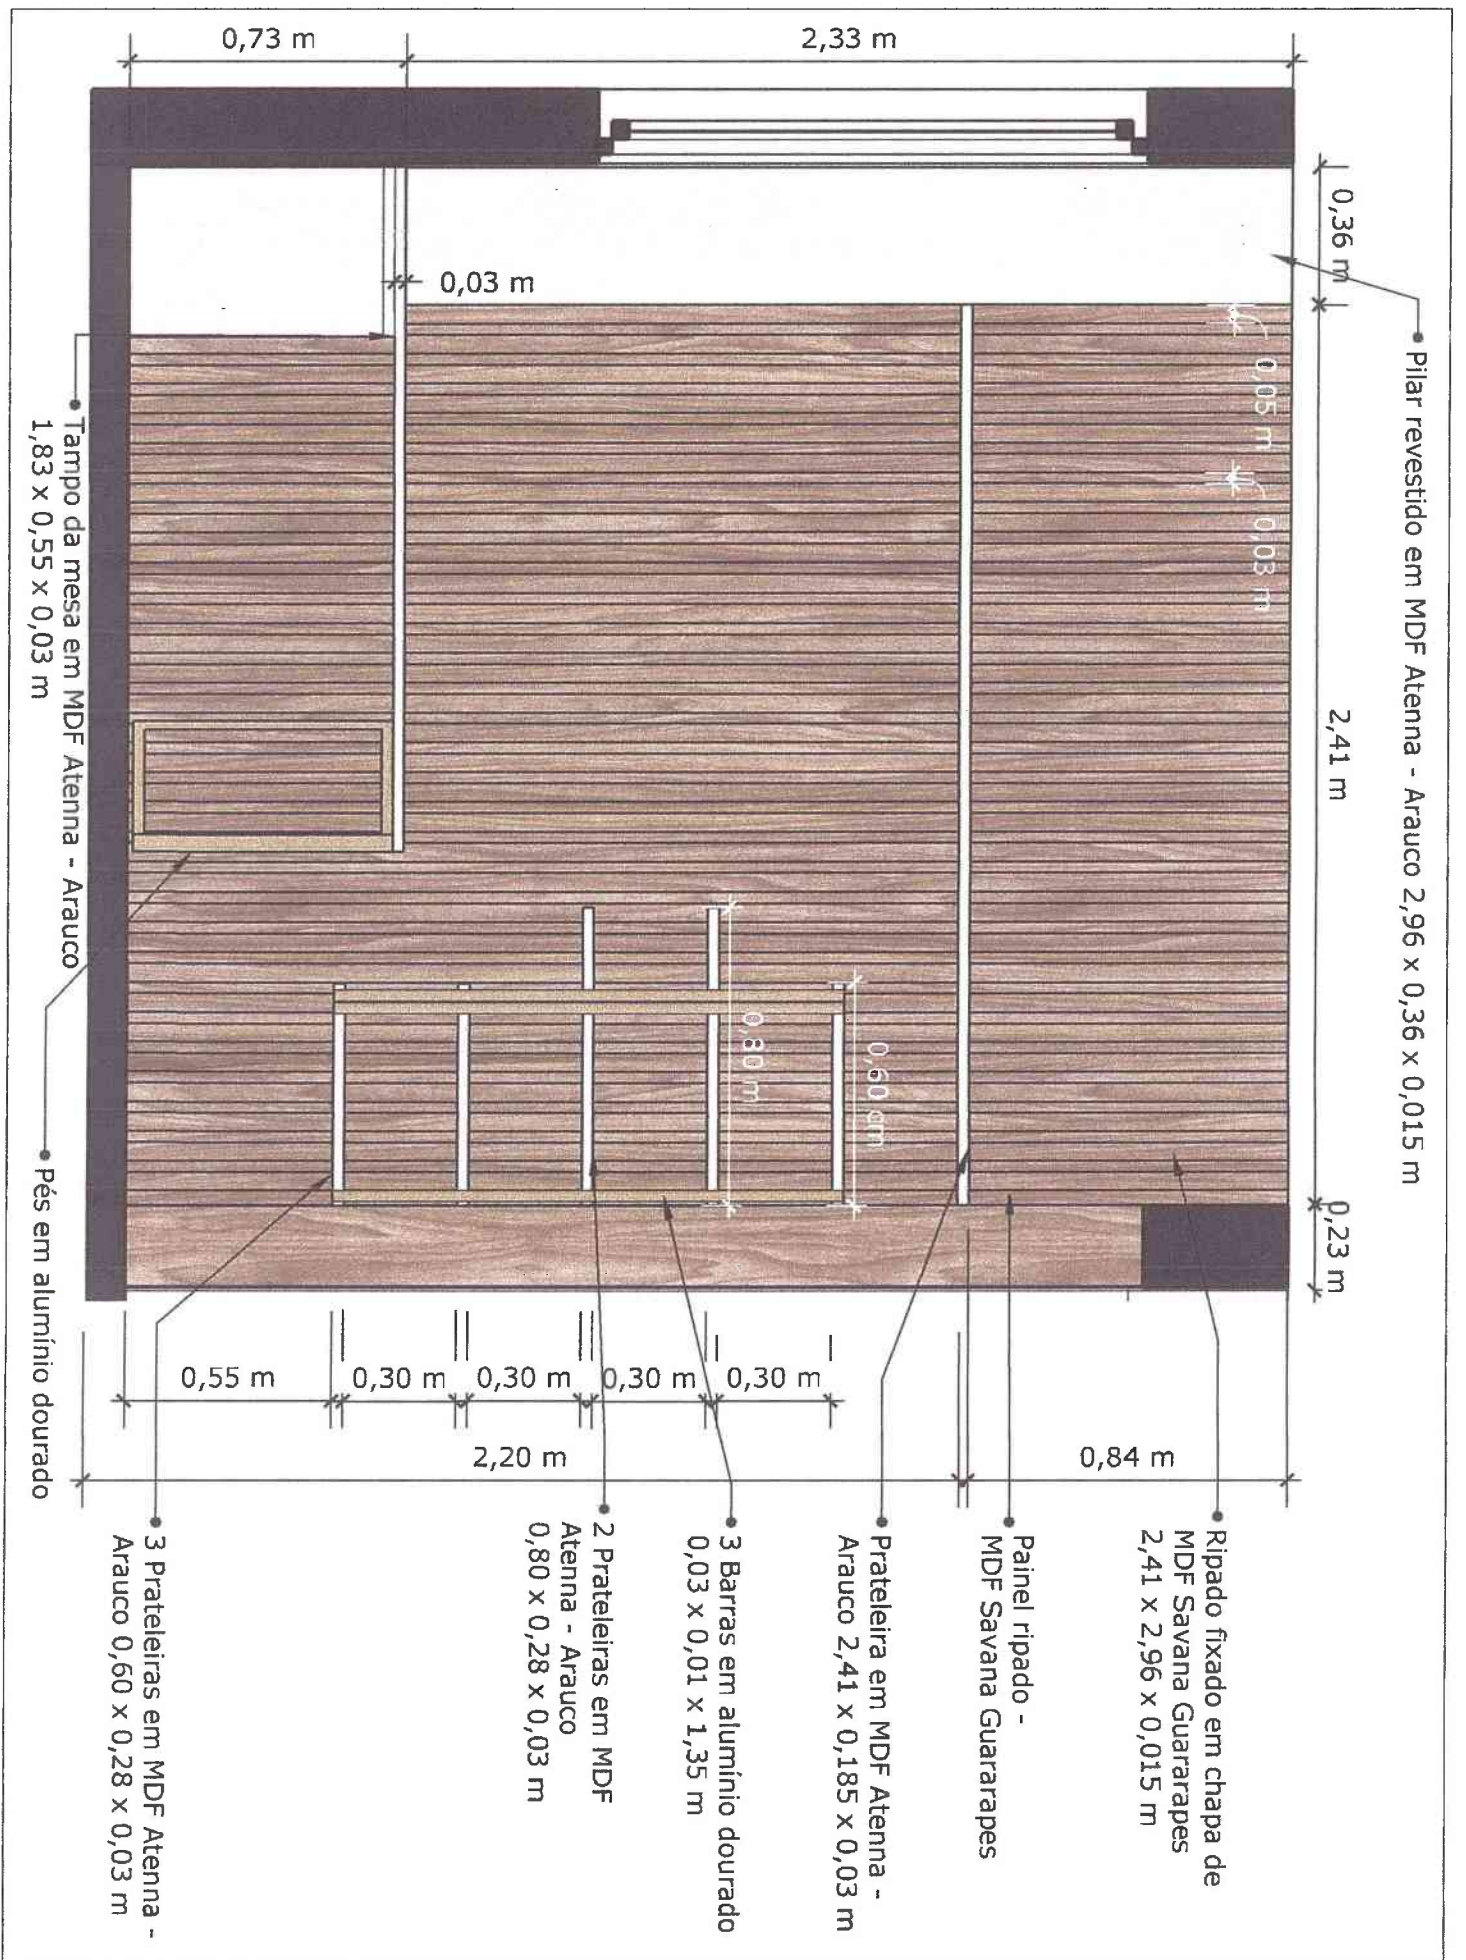 0,73 m
2,33 m
0,36 m
2,41 m
0,23 m
Pilar revestido em MDF Atenna - Arauco 2,96 x 0,36 x 0,015 m
0,05 m
0,03 m
0,03 m
0,60 cm
0,80 m
Tampo da mesa em MDF Atenna - Arauco
1,83 x 0,55 x 0,03 m
Pés em alumínio dourado
0,84 m
2,20 m
0,30 m
0,30 m
0,30 m
0,30 m
0,55 m
Ripado fixado em chapa de
MDF Savana Guararapes
2,41 x 2,96 x 0,015 m
Painel ripado -
MDF Savana Guararapes
Prateleira em MDF Atenna -
Arauco 2,41 x 0,185 x 0,03 m
3 Barras em alumínio dourado
0,03 x 0,01 x 1,35 m
2 Prateleiras em MDF
Atenna - Arauco
0,80 x 0,28 x 0,03 m
3 Prateleiras em MDF Atenna -
Arauco 0,60 x 0,28 x 0,03 m